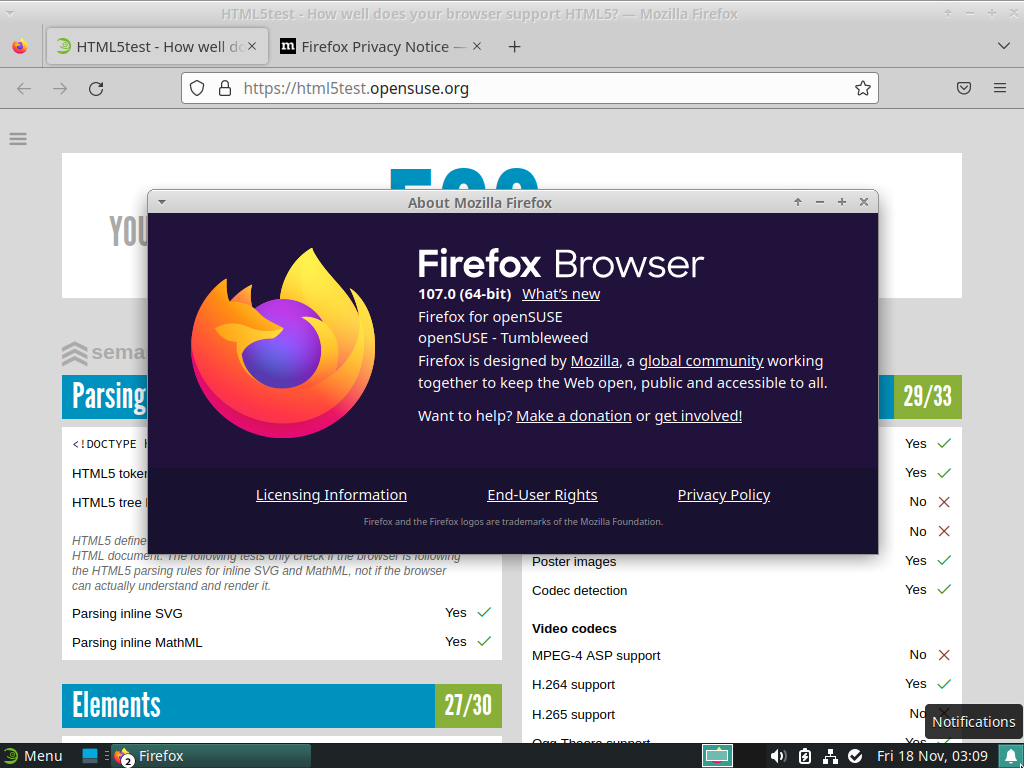 HTML5test - How well does your browser support HTML5? — Mozilla Firefox
HTML5test - How well do
Firefox Privacy Notice —
https://html5test.opensuse.org
YOU
About Mozilla Firefox
Firefox Browser
107.0 (64-bit) What's new
Firefox for openSUSE
openSUSE - Tumbleweed
Firefox is designed by Mozilla, a global community working
together to keep the Web open, public and accessible to all.
Want to help? Make a donation or get involved!
Licensing Information End-User Rights Privacy Policy
Firefox and the Firefox logos are trademarks of the Mozilla Foundation.
sema
Parsing
<!DOCTYPE
HTML5 token
HTML5 tree
HTML5 define
HTML document. The following tests only check if the browser is following
the HTML5 parsing rules for inline SVG and MathML, not if the browser
can actually understand and render it.
Parsing inline SVG Yes
Parsing inline MathML Yes
Elements 27/30
29/33
Yes
Yes
No
No
Poster images Yes
Codec detection Yes
Video codecs
MPEG-4 ASP support No
H.264 support Yes
H.265 support No
Ogg Theora support
Notifications
Menu
2
Firefox
Fri 18 Nov, 03:09